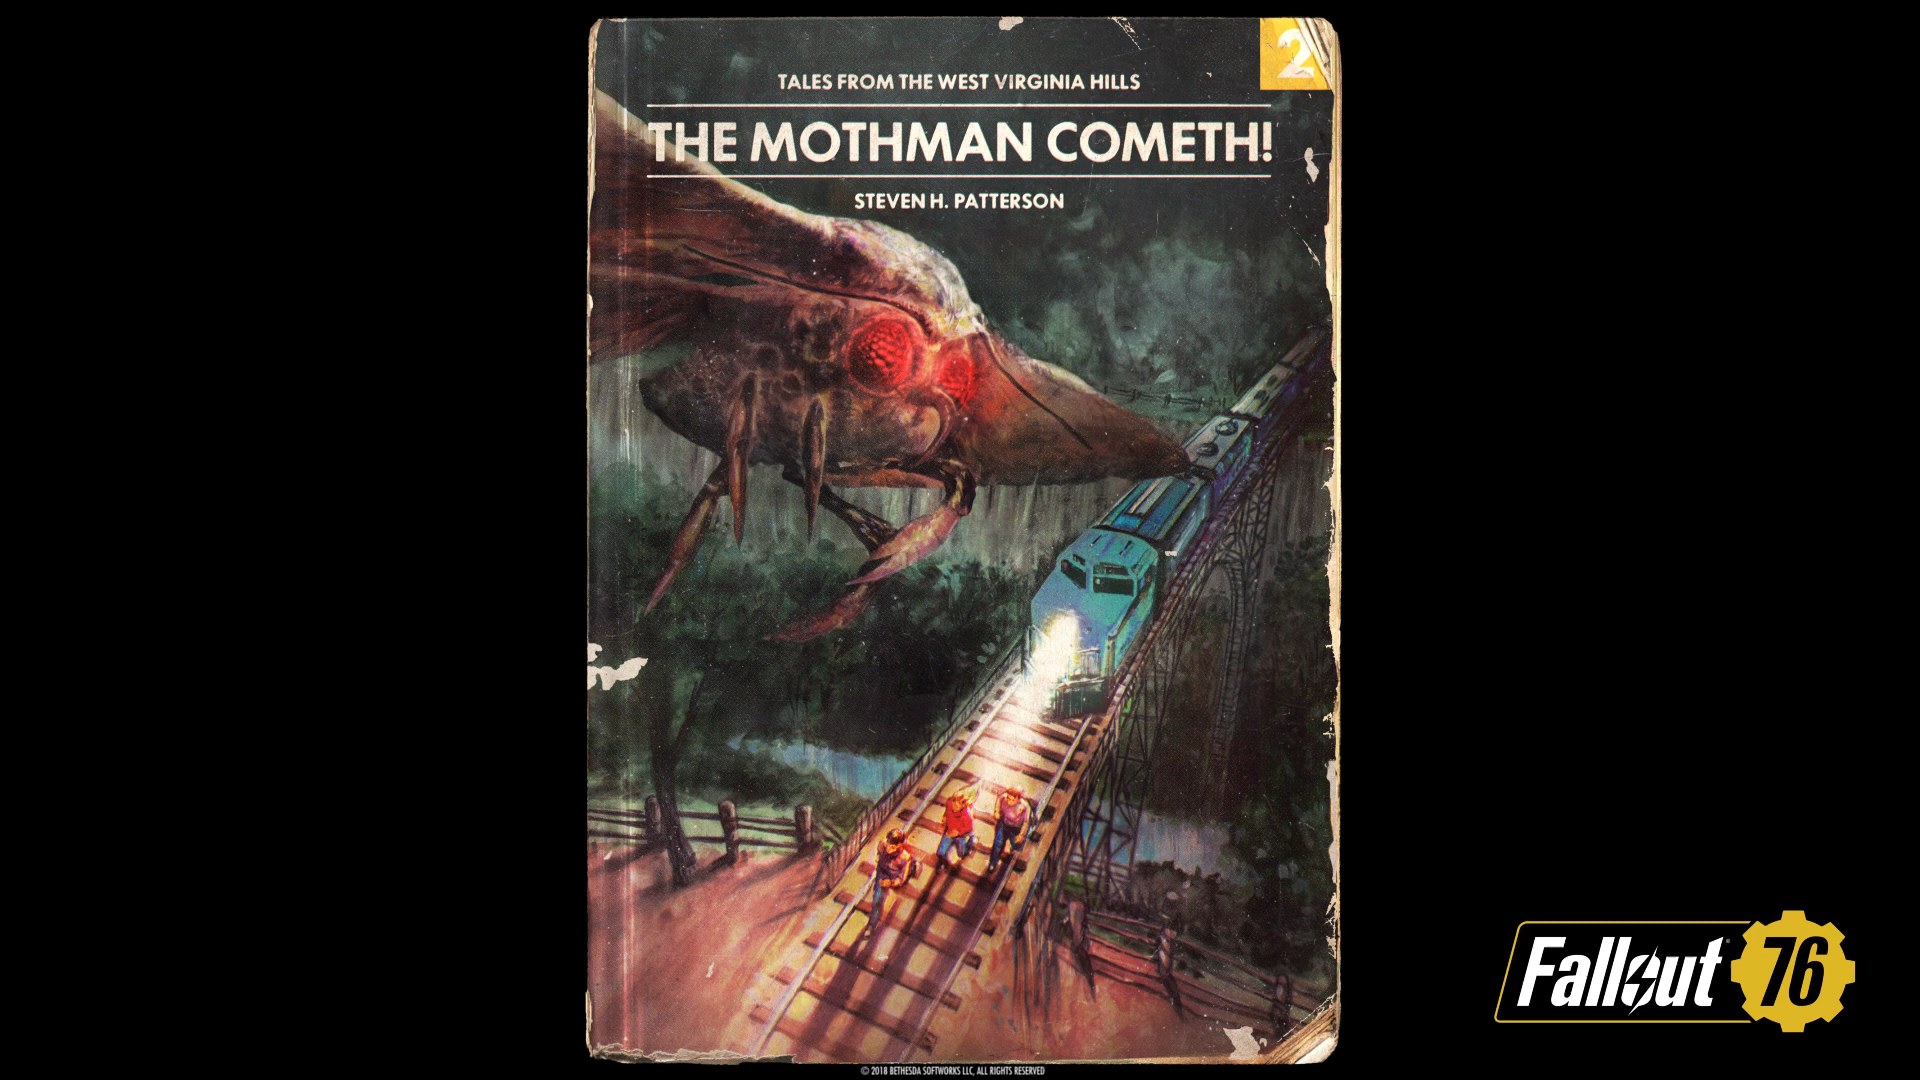 2
TALES FROM THE WEST VIRGINIA HILLS
THE MOTHMAN COMETH!
STEVEN H. PATTERSON
Fallout 76
© 2018 BETHESDA SOFTWORKS LLC, ALL RIGHTS RESERVED